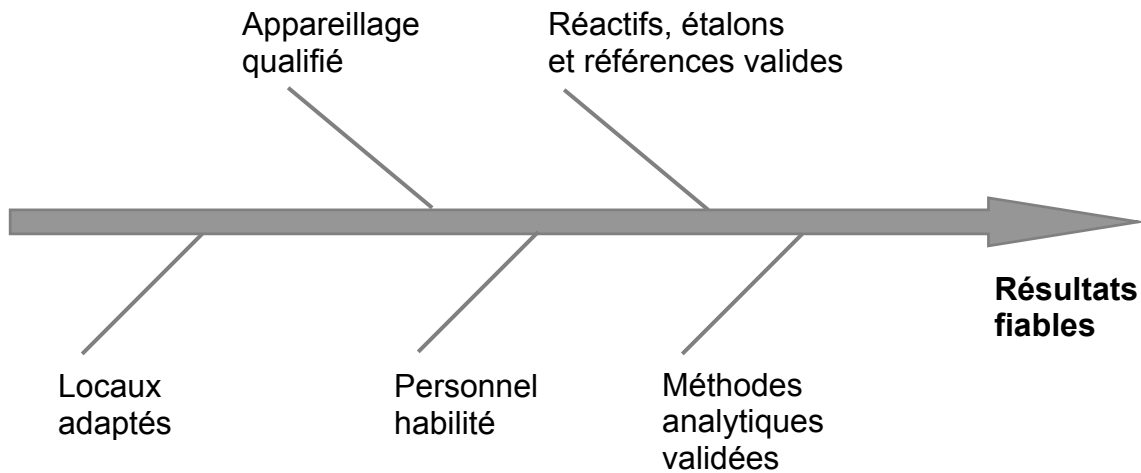 Appareillage
qualifié
Réactifs, étalons
et références valides
Résultats
fiables
Locaux
adaptés
Personnel
habilité
Méthodes
analytiques
validées